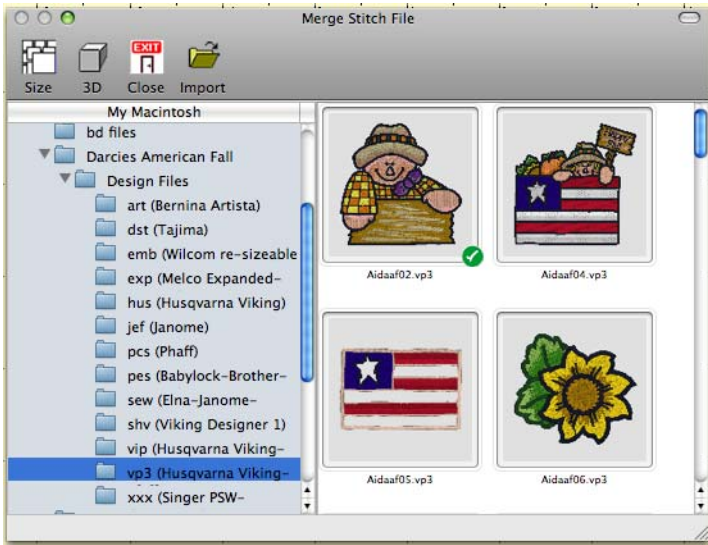 Merge Stitch File
EXIT
Size 3D Close Import
My Macintosh
bd files
Darcies American Fall
Design Files
art (Bernina Artista)
dst (Tajima)
emb (Wilcom re-sizeable
exp (Melco Expanded-
hus (Husqvarna Viking)
jef (Janome)
pcs (Phaff)
pes (Babylock-Brother-
sew (Elna-Janome-
shv (Viking Designer 1)
vip (Husqvarna Viking-
vp3 (Husqvarna Viking-
xxx (Singer PSW-
Aidaaf02.vp3
Aidaaf04.vp3
Aidaaf05.vp3
Aidaaf06.vp3